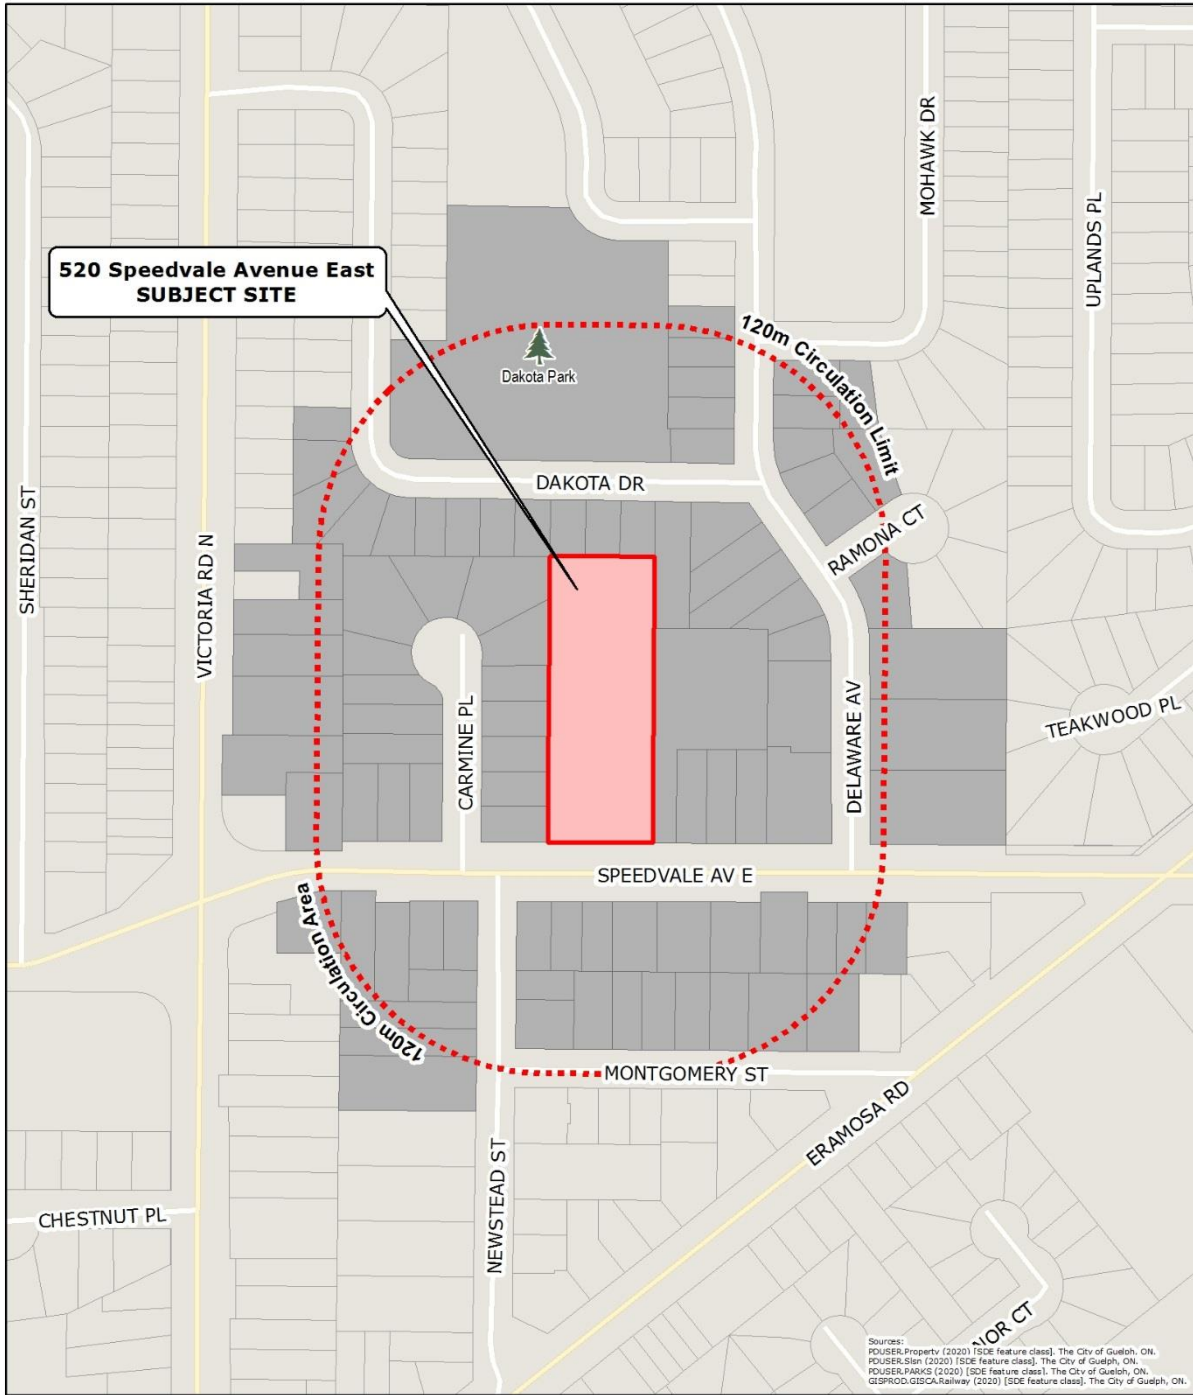 MOHAWK DR
UPLANDS PL
520 Speedvale Avenue East
SUBJECT SITE
120m Circulation Limit
Dakota Park
DAKOTA DR
RAMONA CT
SHERIDAN ST
VICTORIA RD N
CARMINE PL
DELAWARE AV
TEAKWOOD PL
SPEEDVALE AV E
120m Circulation Area
MONTGOMERY ST
ERAMOSA RD
NEWSTEAD ST
CHESTNUT PL
NOR CT
Sources:
PDUSER.Property (2020) [SDE feature class]. The City of Guelph, ON.
PDUSER.Slsn (2020) [SDE feature class]. The City of Guelph, ON.
PDUSER.PARKS (2020) [SDE feature class]. The City of Guelph, ON.
GISPROD.GISCA.Railway (2020) [SDE feature class]. The City of Guelph, ON.